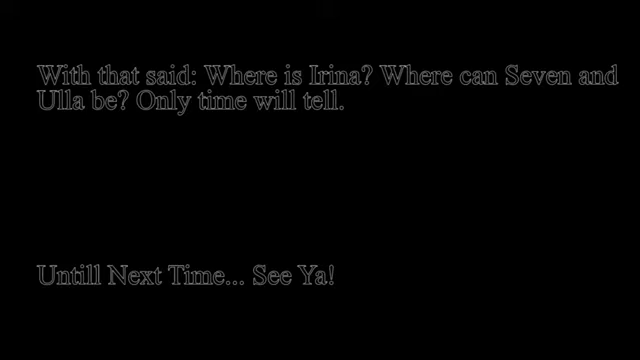 With that said: Where is Irina? Where can Seven and
Ulla be? Only time will tell.
Untill Next Time... See Ya!